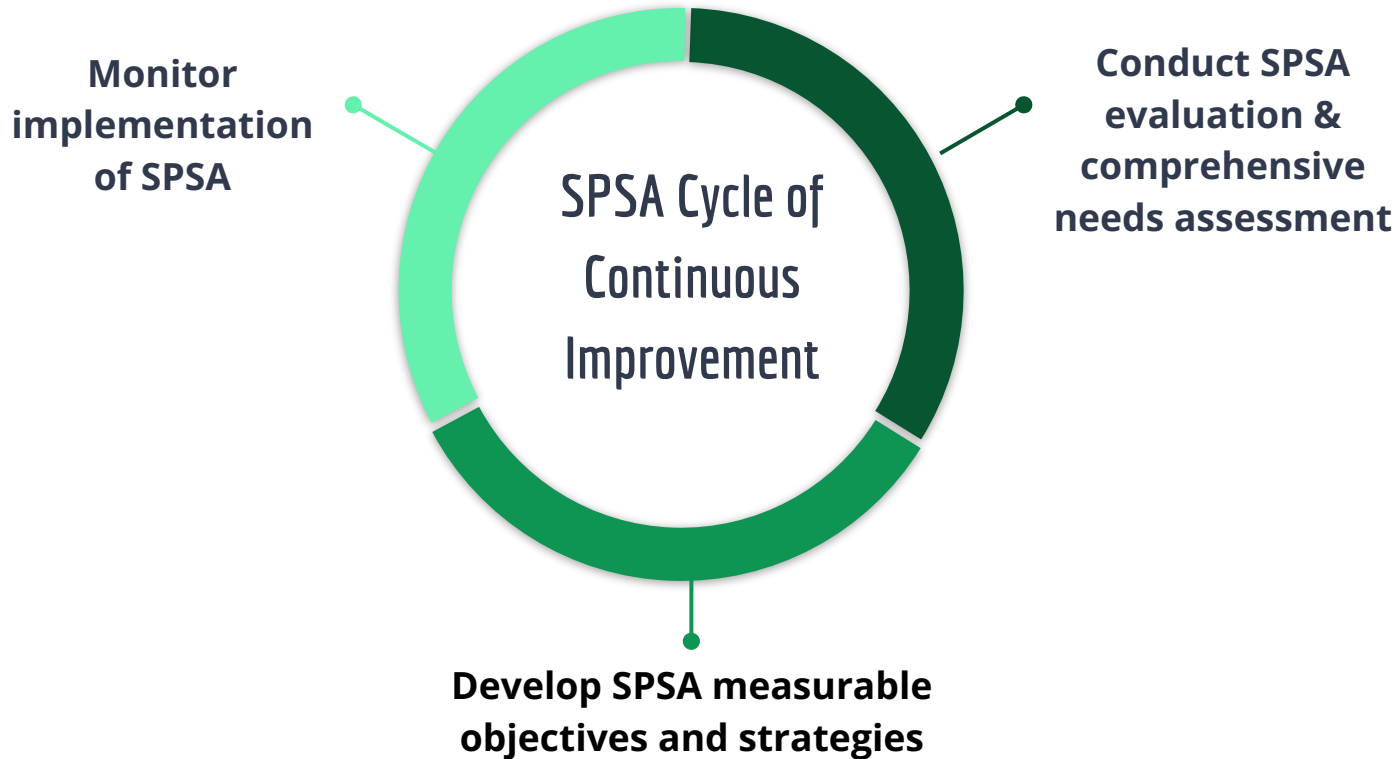 Monitor
implementation
of SPSA
Conduct SPSA
evaluation &
comprehensive
needs assessment
SPSA Cycle of
Continuous
Improvement
Develop SPSA measurable
objectives and strategies